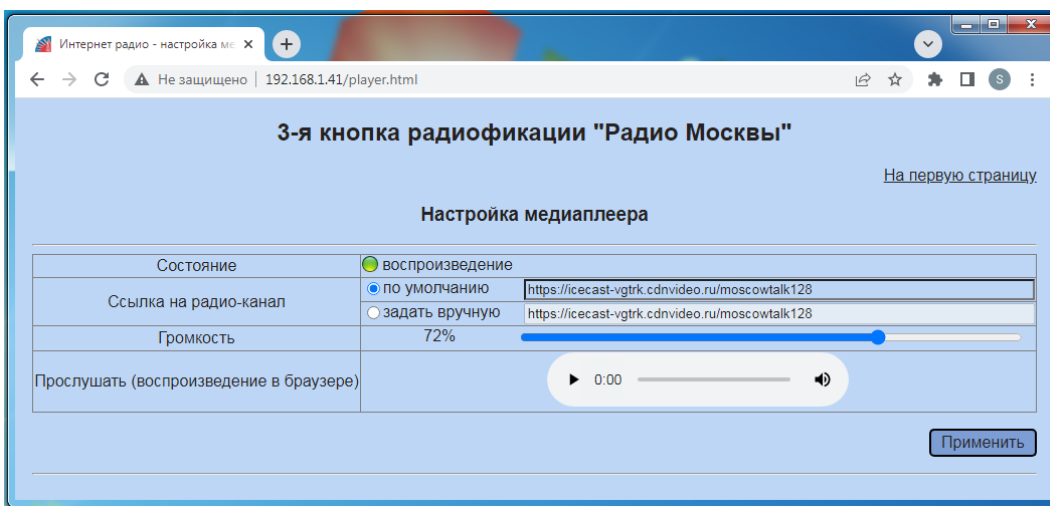 Интернет радио - настройка ме
Не защищено | 192.168.1.41/player.html
S
3-я кнопка радиофикации "Радио Москвы"
На первую страницу
Настройка медиаплеера
Состояние воспроизведение
Ссылка на радио-канал
по умолчанию https://icecast-vgtrk.cdnvideo.ru/moscowtalk128
задать вручную https://icecast-vgtrk.cdnvideo.ru/moscowtalk128
Громкость 72%
Прослушать (воспроизведение в браузере) 0:00
Применить